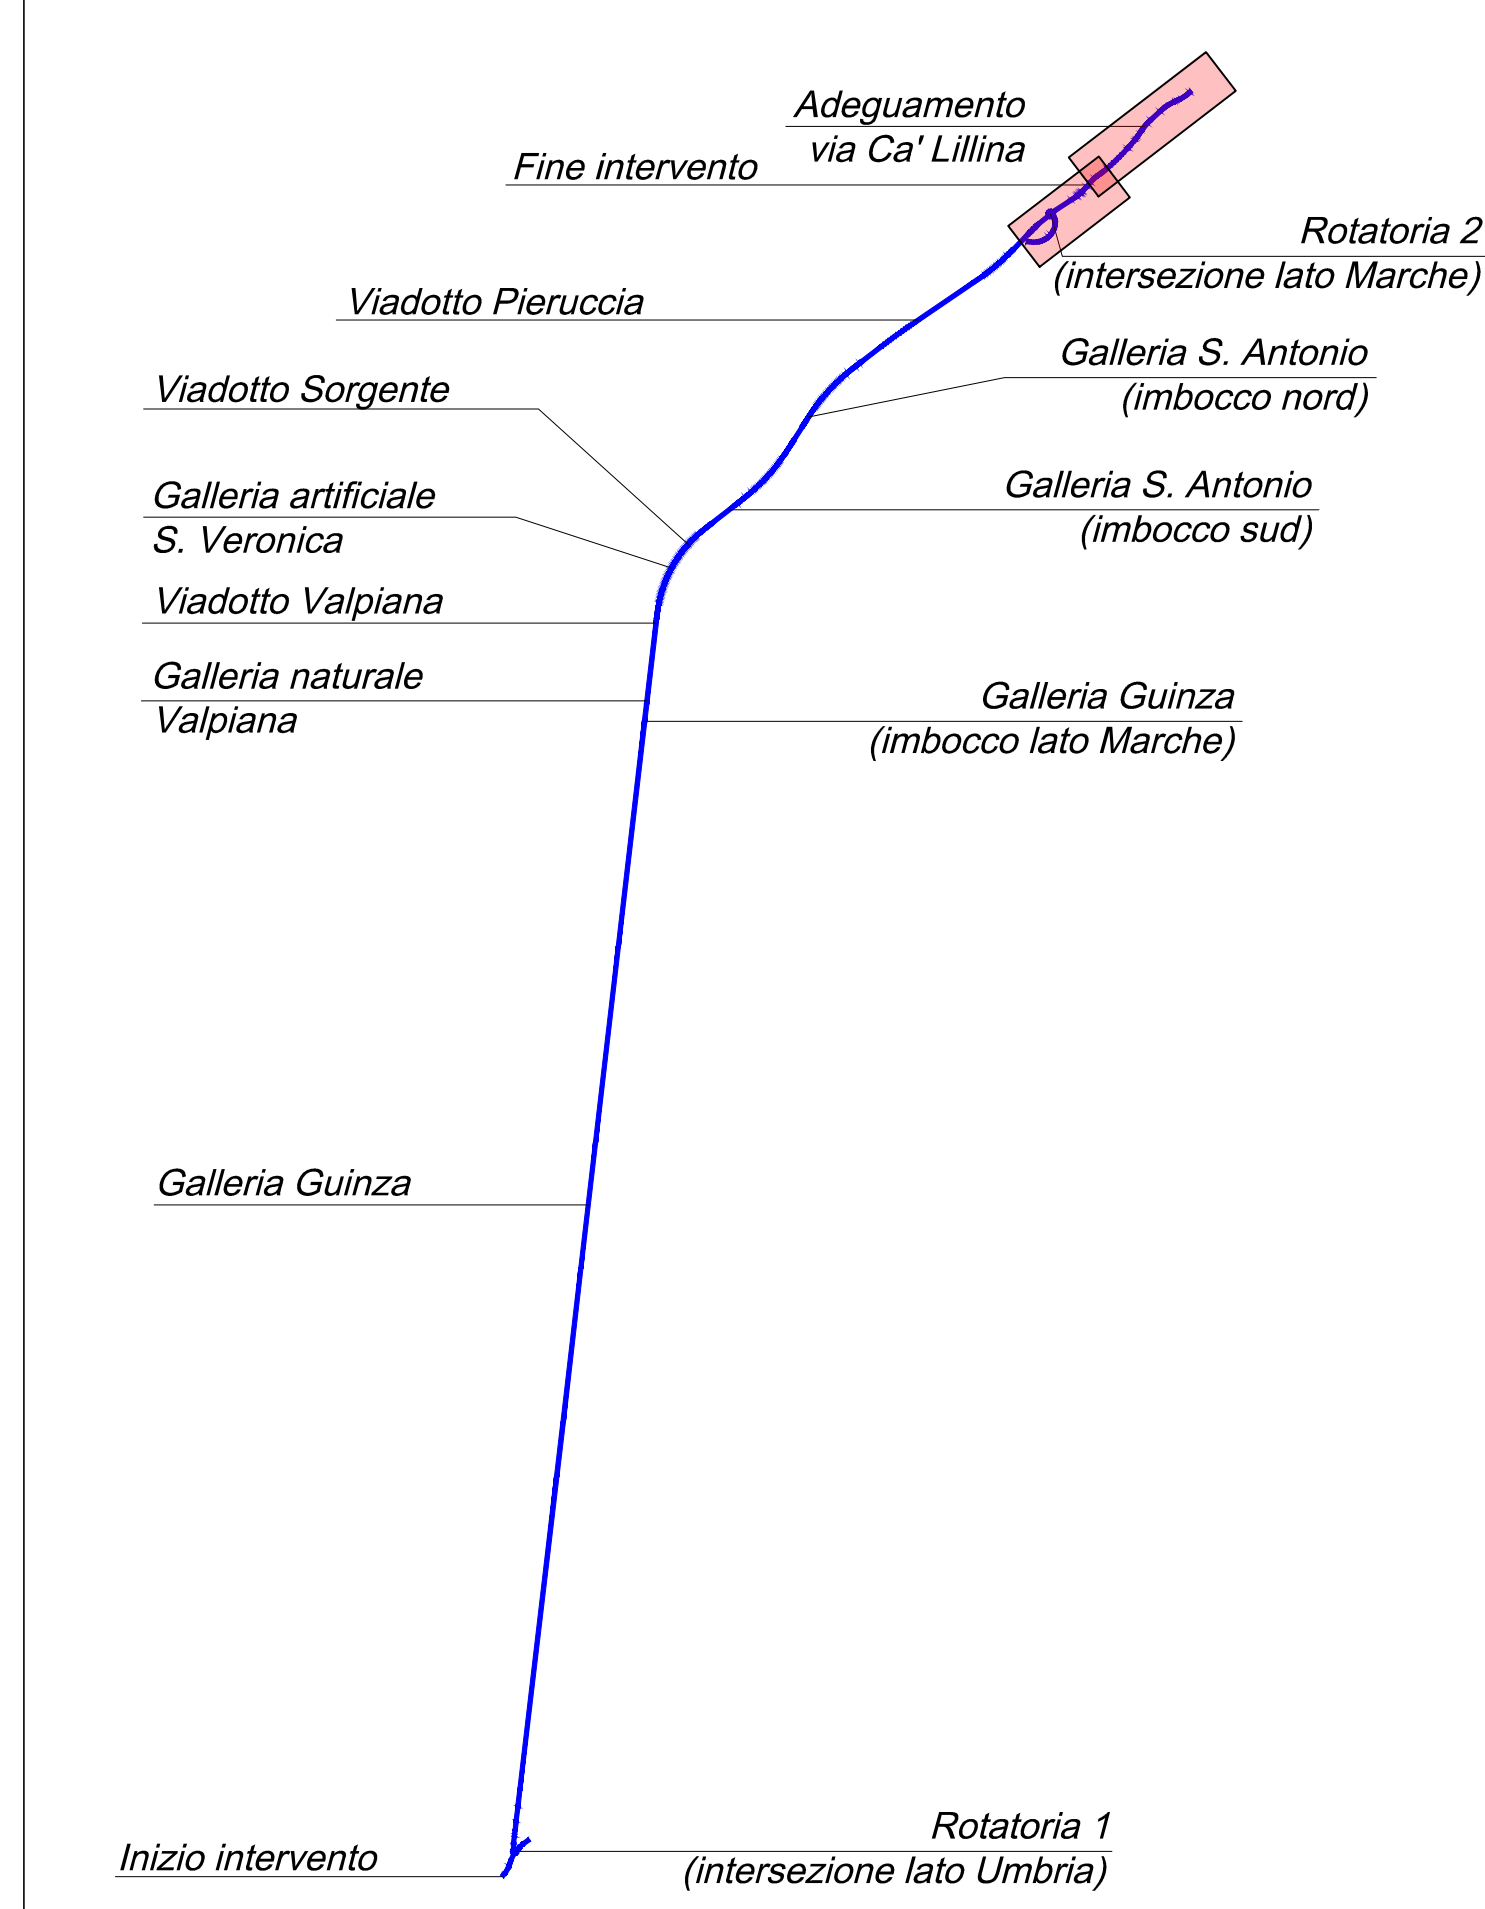 Adeguamento
via Ca' Lillina
Fine intervento
Rotatoria 2
(intersezione lato Marche)
Viadotto Pieruccia
Galleria S. Antonio
(imbocco nord)
Viadotto Sorgente
Galleria S. Antonio
(imbocco sud)
Galleria artificiale
S. Veronica
Viadotto Valpiana
Galleria naturale
Valpiana
Galleria Guinza
(imbocco lato Marche)
Galleria Guinza
Rotatoria 1
(intersezione lato Umbria)
Inizio intervento